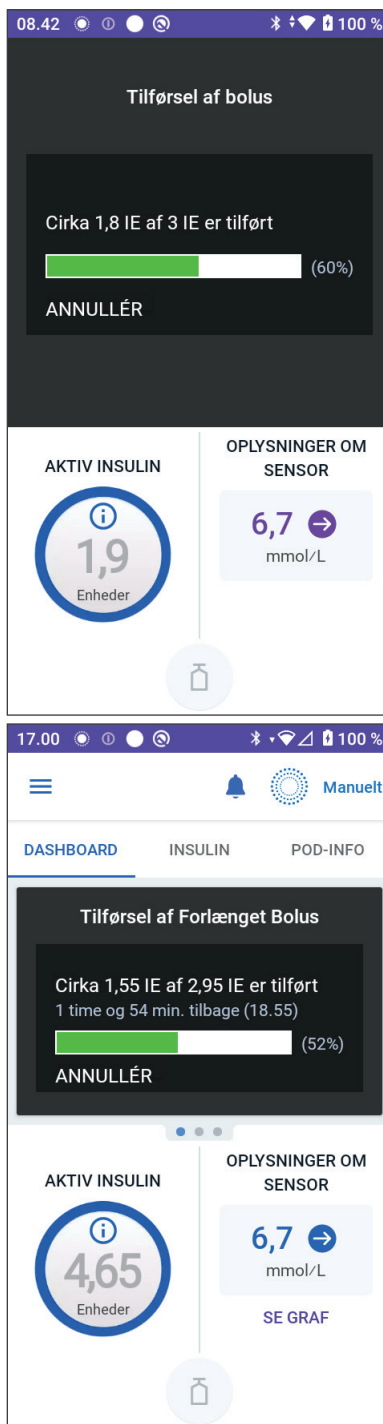 08.42 100 %
Tilførsel af bolus
Cirka 1,8 IE af 3 IE er tilført
(60%)
ANNULLÉR
AKTIV INSULIN
1,9
Enheder
OPLYSNINGER OM
SENSOR
6,7
mmol/L
17.00 100 %
Manuelt
DASHBOARD INSULIN POD-INFO
Tilførsel af Forlænget Bolus
Cirka 1,55 IE af 2,95 IE er tilført
1 time og 54 min. tilbage (18.55)
(52%)
ANNULLÉR
AKTIV INSULIN
4,65
Enheder
OPLYSNINGER OM
SENSOR
6,7
mmol/L
SE GRAF